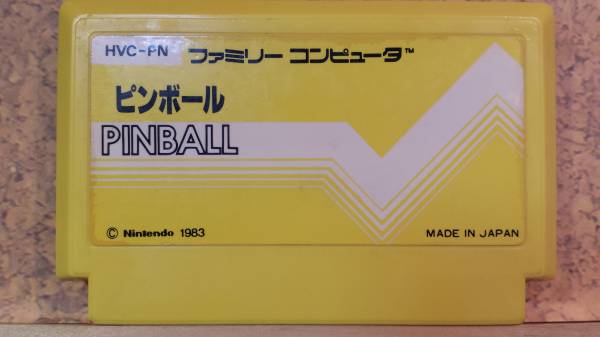 HVC-PN ファミリー コンピュータ™
ピンボール
PINBALL
© Nintendo 1983
MADE IN JAPAN